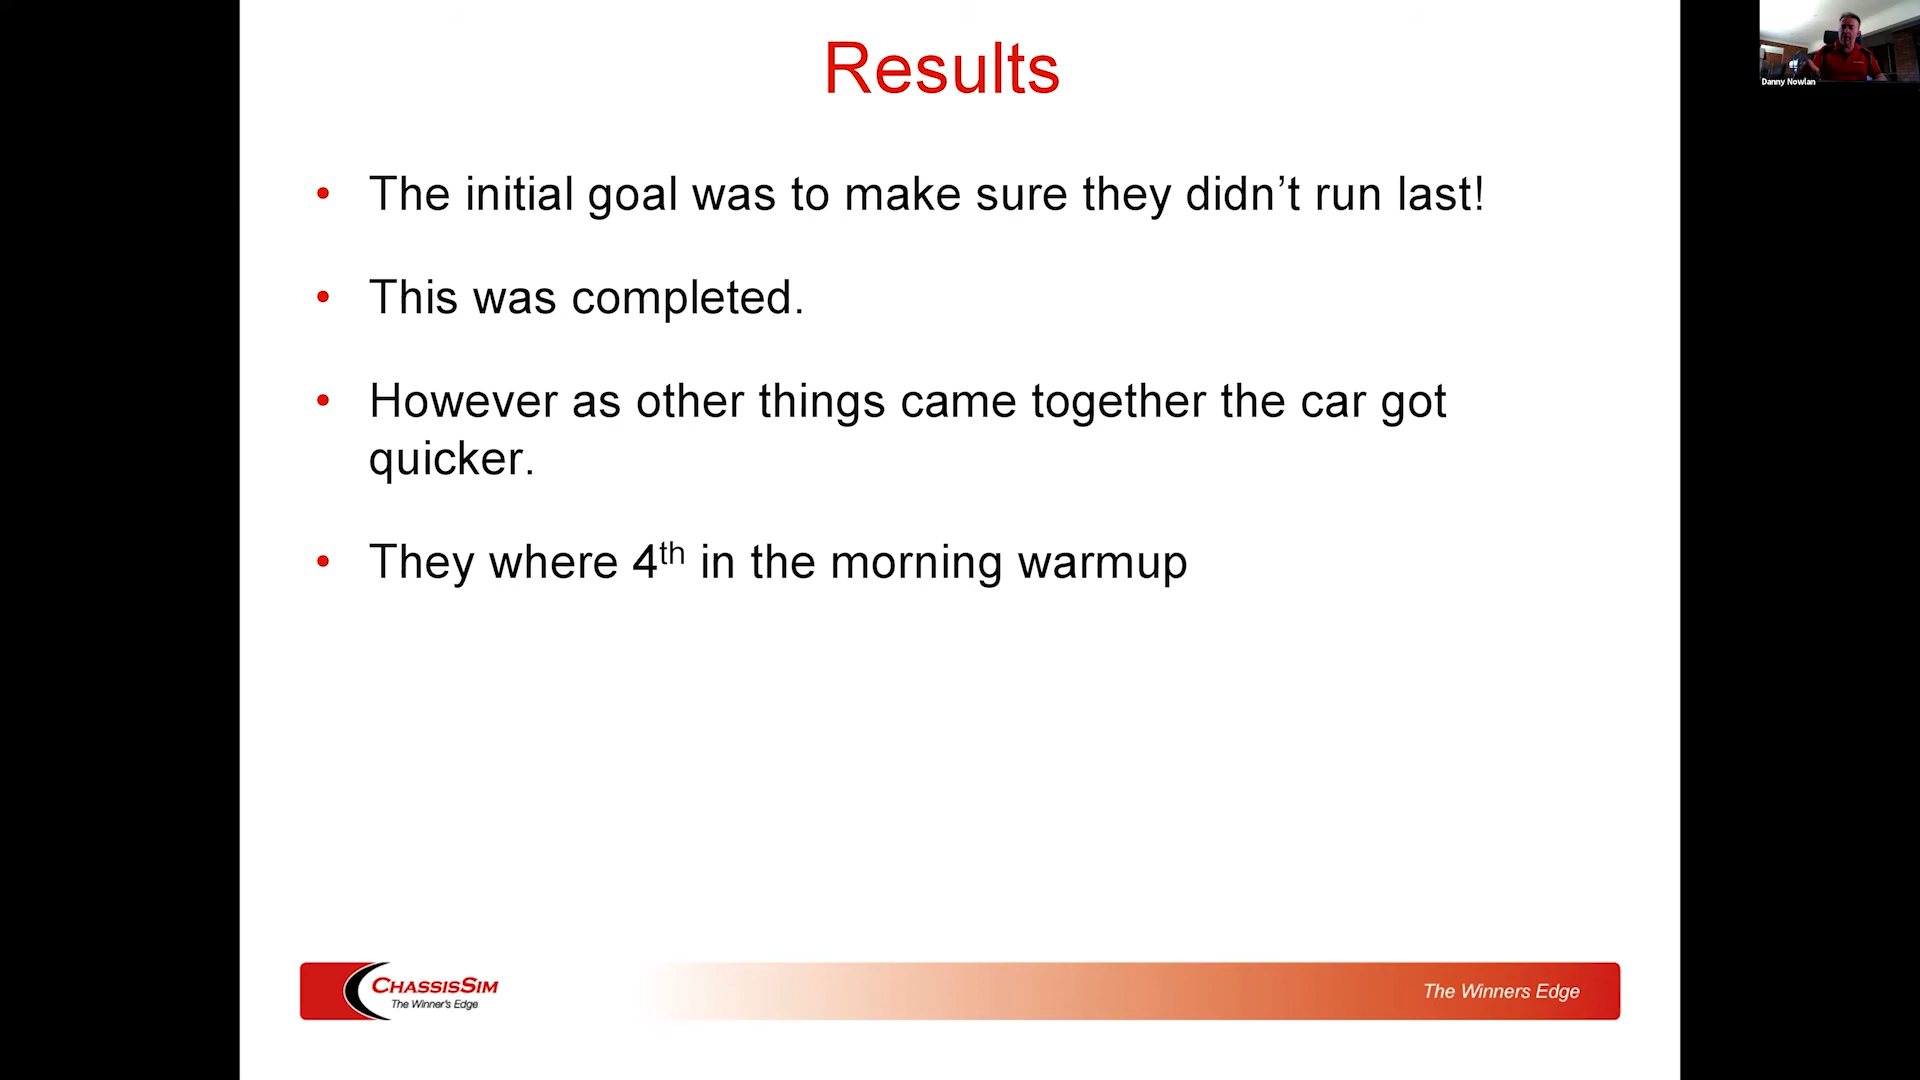 Results
Danny Nowlan
• The initial goal was to make sure they didn’t run last!
• This was completed.
• However as other things came together the car got
quicker.
• They where 4th in the morning warmup
CHASSISSIM
The Winner's Edge
The Winners Edge